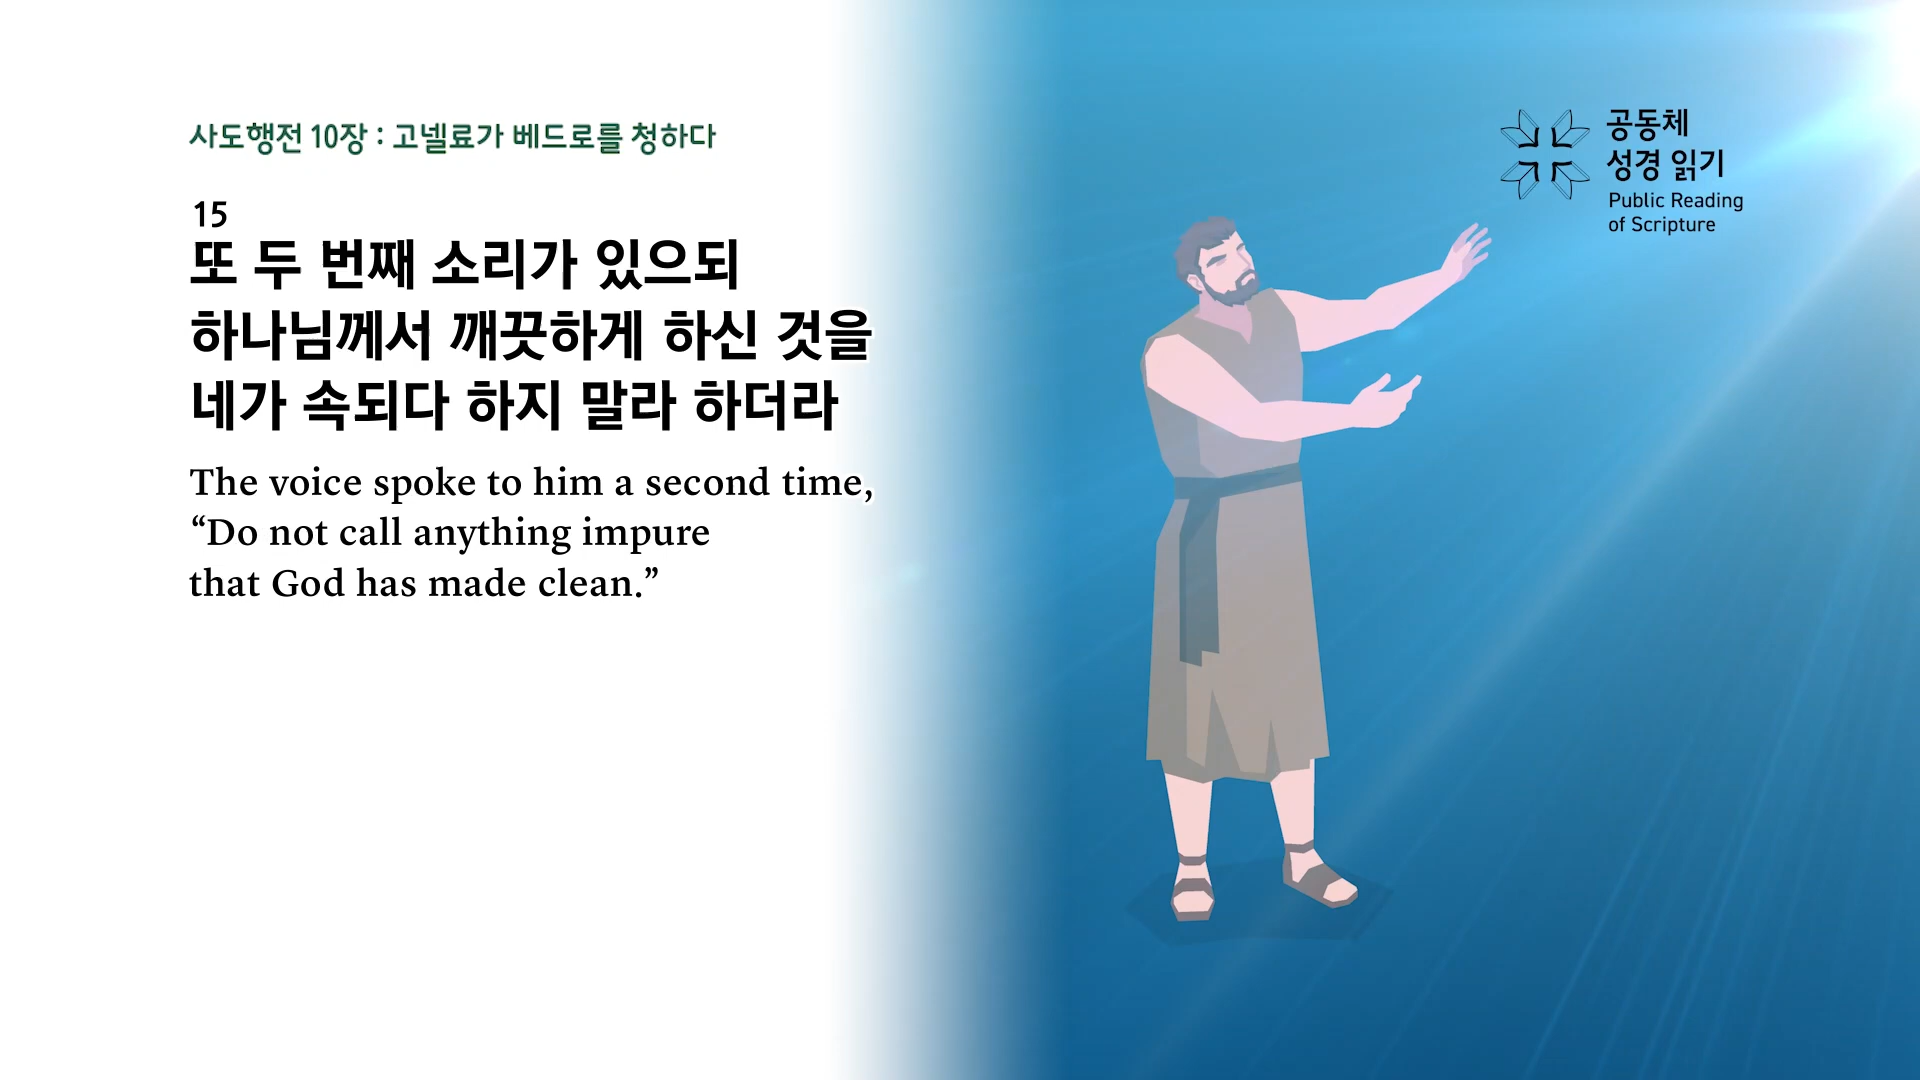 사도행전 10장 : 고넬료가 베드로를 청하다
15
또 두 번째 소리가 있으되
하나님께서 깨끗하게 하신 것을
네가 속되다 하지 말라 하더라
The voice spoke to him a second time,
“Do not call anything impure
that God has made clean.”
공동체
성경 읽기
Public Reading
of Scripture